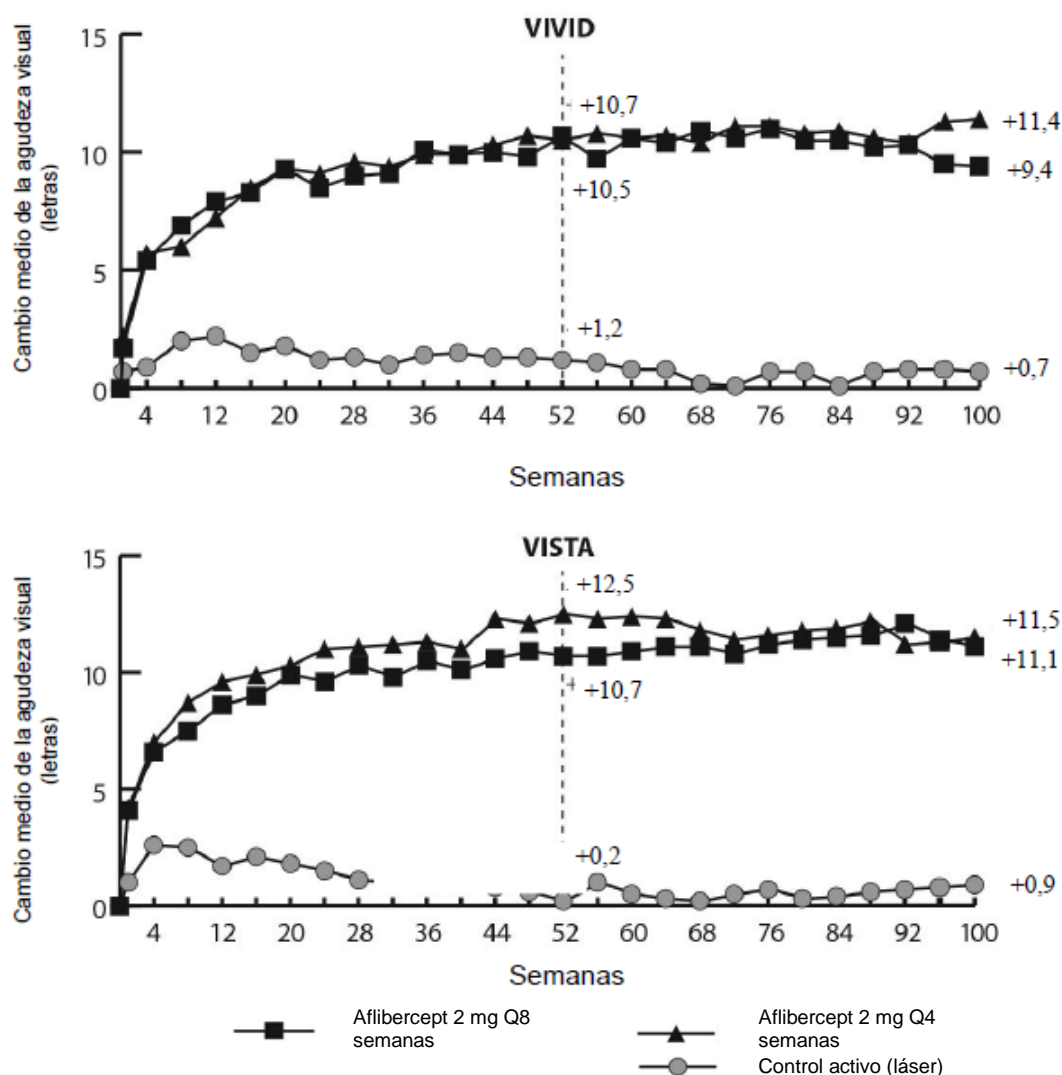 VIVID
Cambio medio de la agudeza visual
(letras)
15
10
5
0
+10,7
+10,5
+1,2
+11,4
+9,4
+0,7
4 12 20 28 36 44 52 60 68 76 84 92 100
Semanas
VISTA
Cambio medio de la agudeza visual
(letras)
15
10
5
0
+12,5
+10,7
+0,2
+11,5
+11,1
+0,9
4 12 20 28 36 44 52 60 68 76 84 92 100
Semanas
Aflibercept 2 mg Q8
semanas
Aflibercept 2 mg Q4
semanas
Control activo (láser)